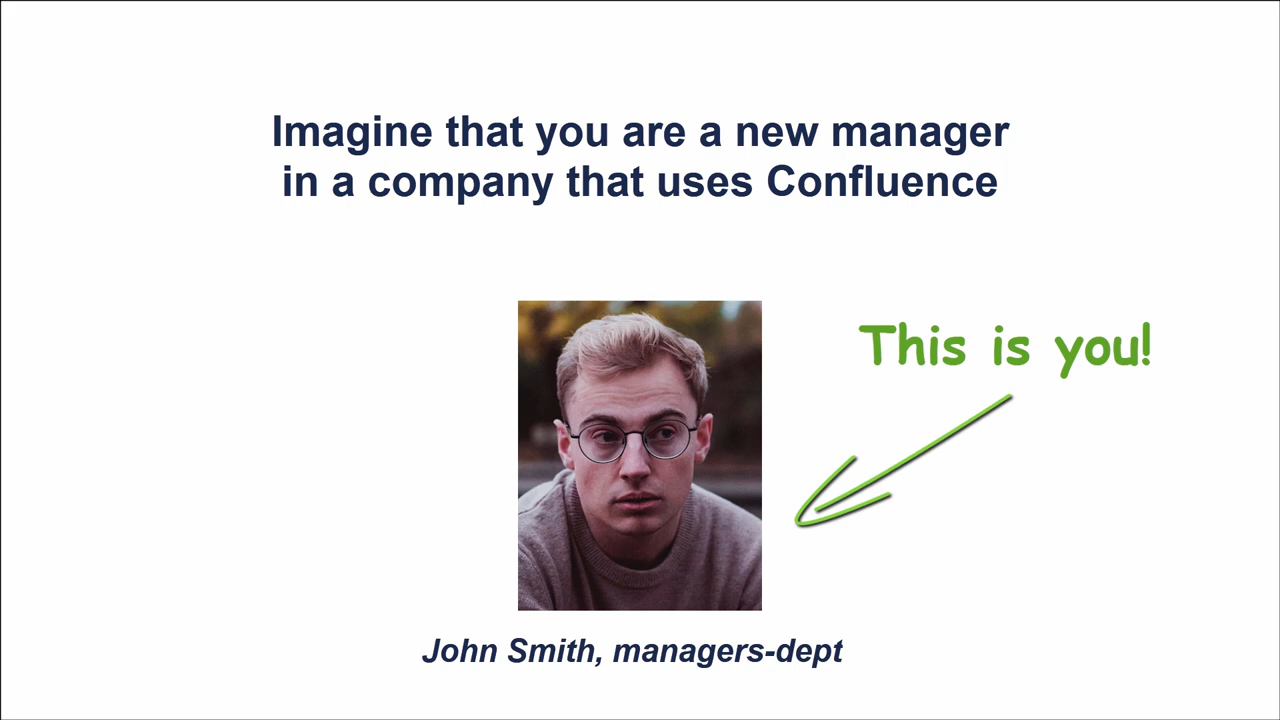 Imagine that you are a new manager
in a company that uses Confluence
This is you!
John Smith, managers-dept